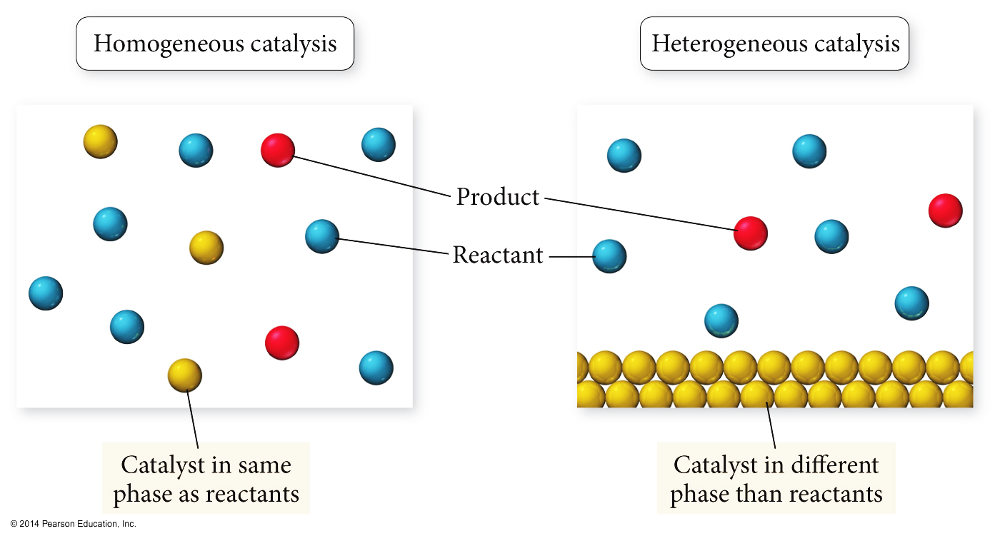 Homogeneous catalysis
Heterogeneous catalysis
Product
Reactant
Catalyst in same
phase as reactants
Catalyst in different
phase than reactants
© 2014 Pearson Education, Inc.